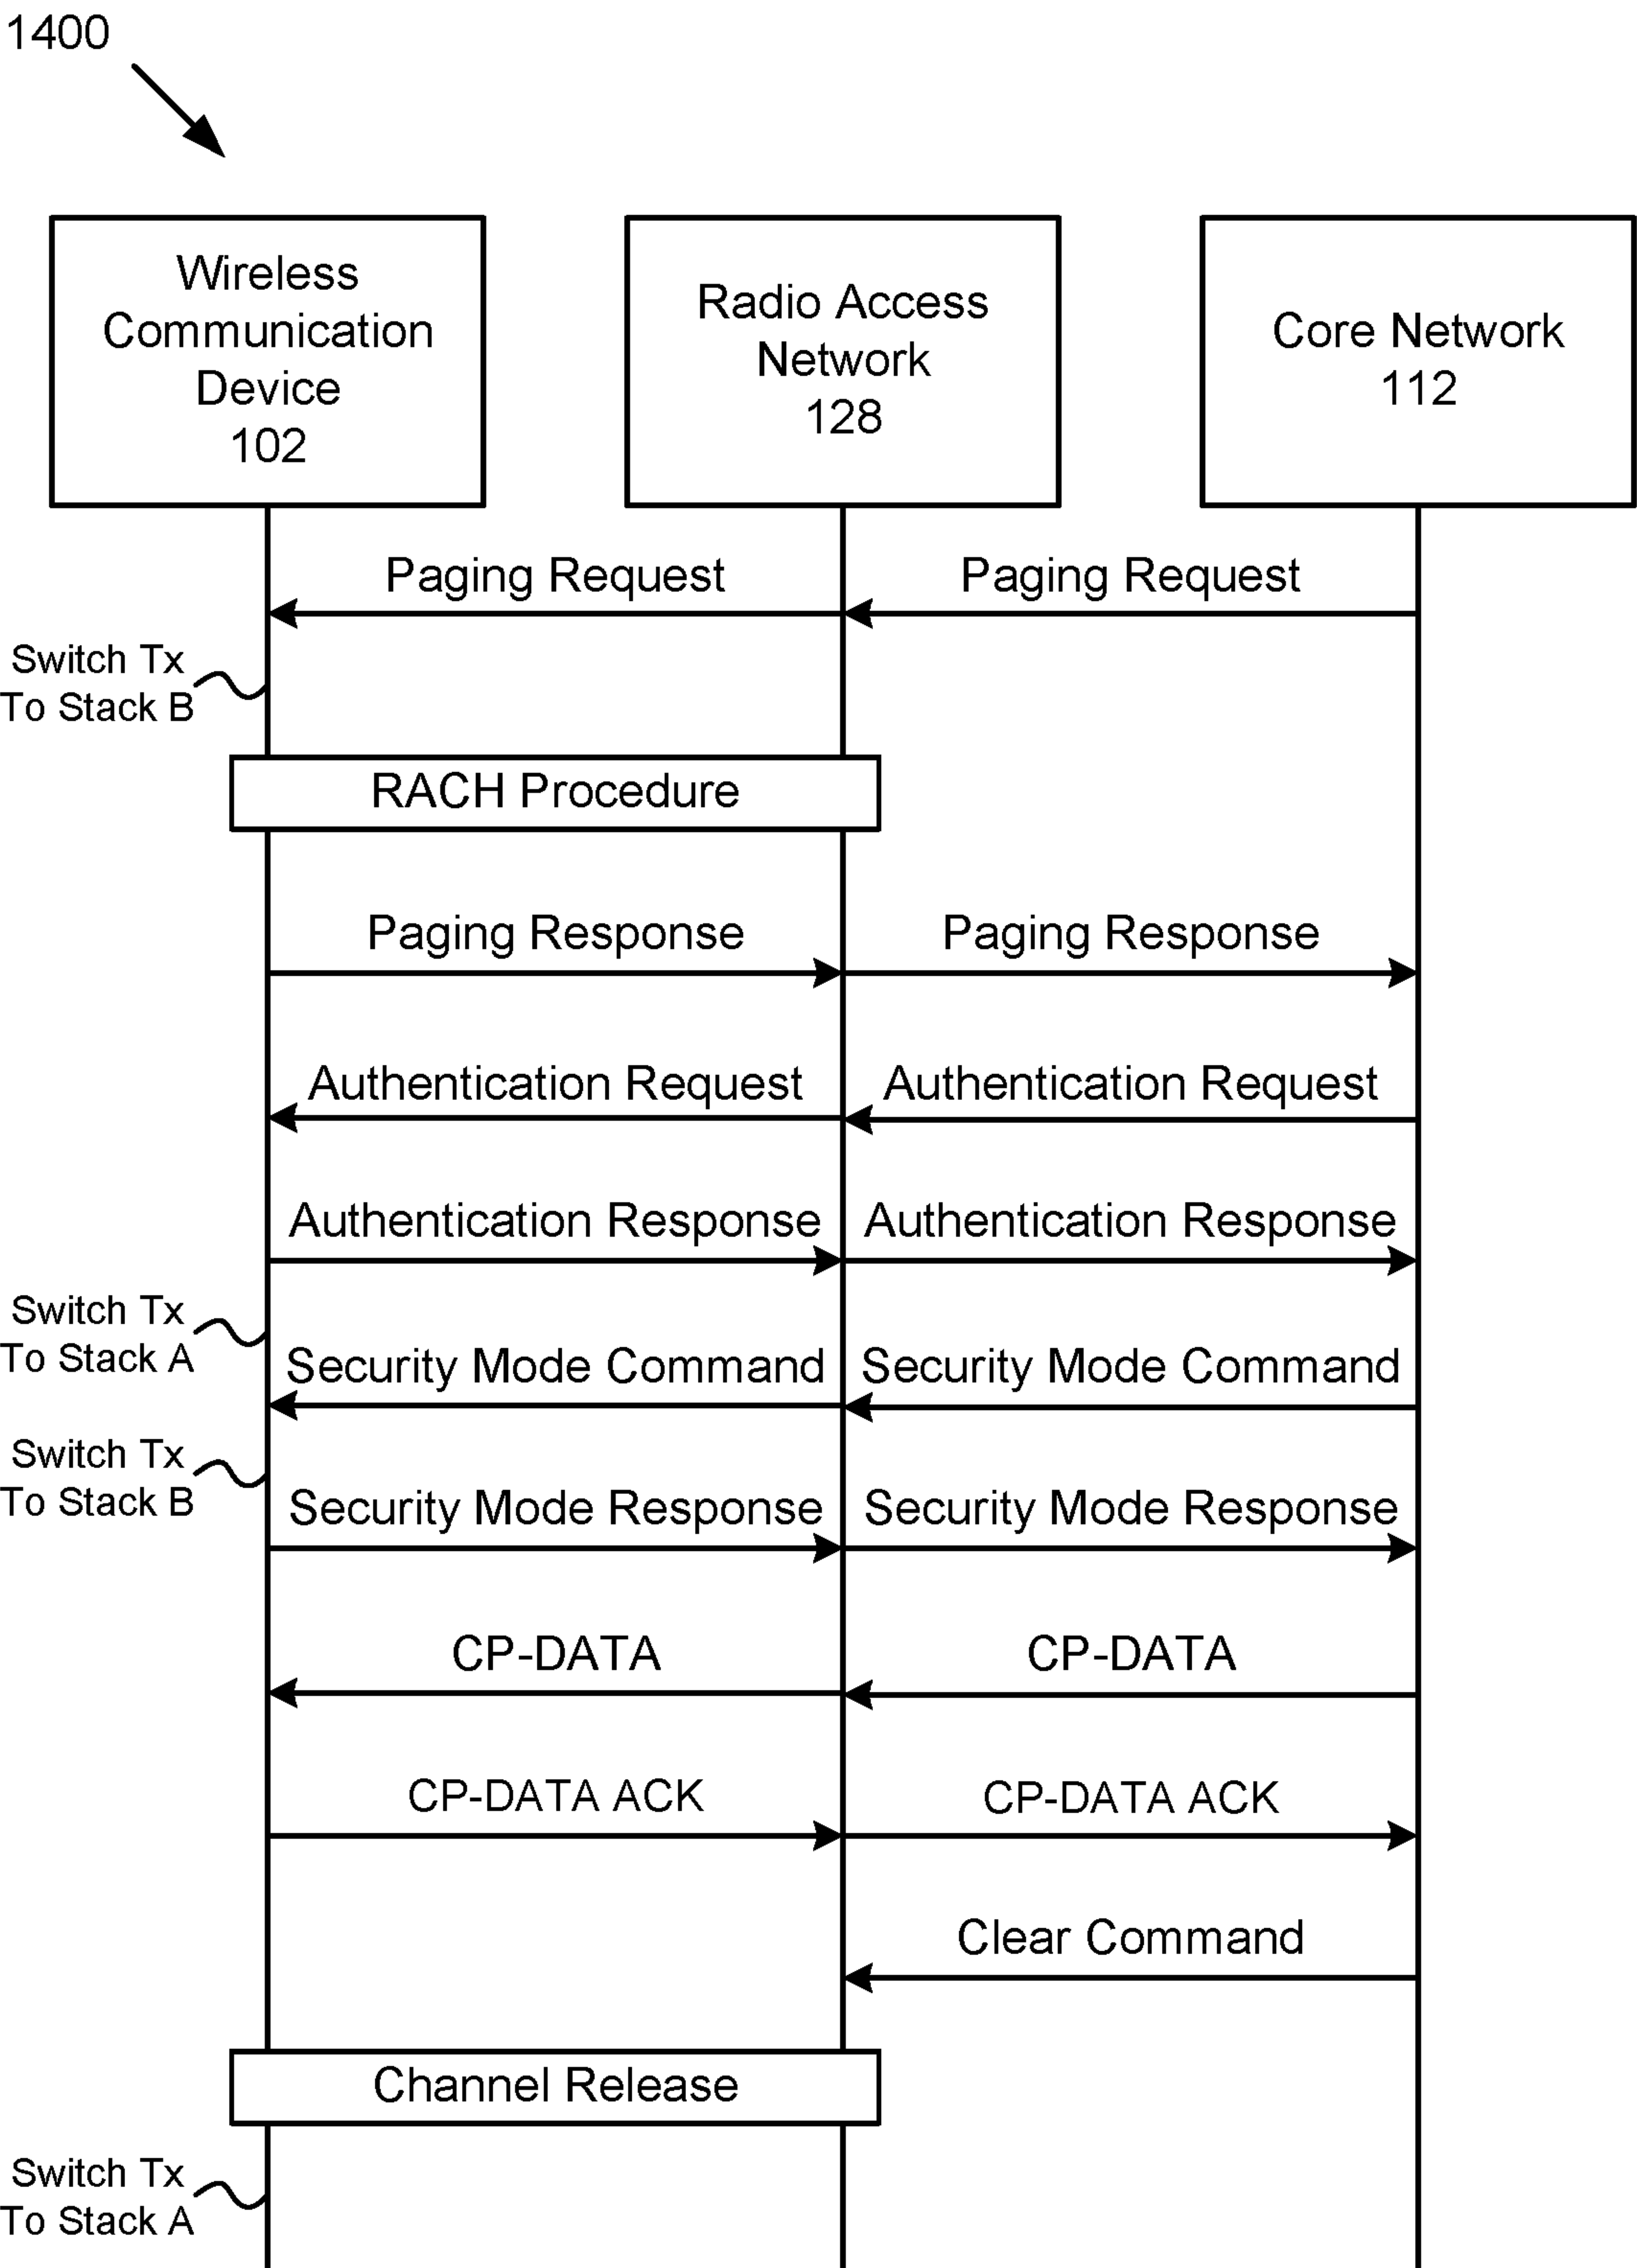 1400
Wireless
Communication
Device
102
Radio Access
Network
128
Core Network
112
Paging Request
Paging Request
Switch Tx
To Stack B
RACH Procedure
Paging Response
Paging Response
Authentication Request
Authentication Request
Authentication Response
Authentication Response
Switch Tx
To Stack A
Security Mode Command
Security Mode Command
Switch Tx
To Stack B
Security Mode Response
Security Mode Response
CP-DATA
CP-DATA
CP-DATA ACK
CP-DATA ACK
Clear Command
Channel Release
Switch Tx
To Stack A